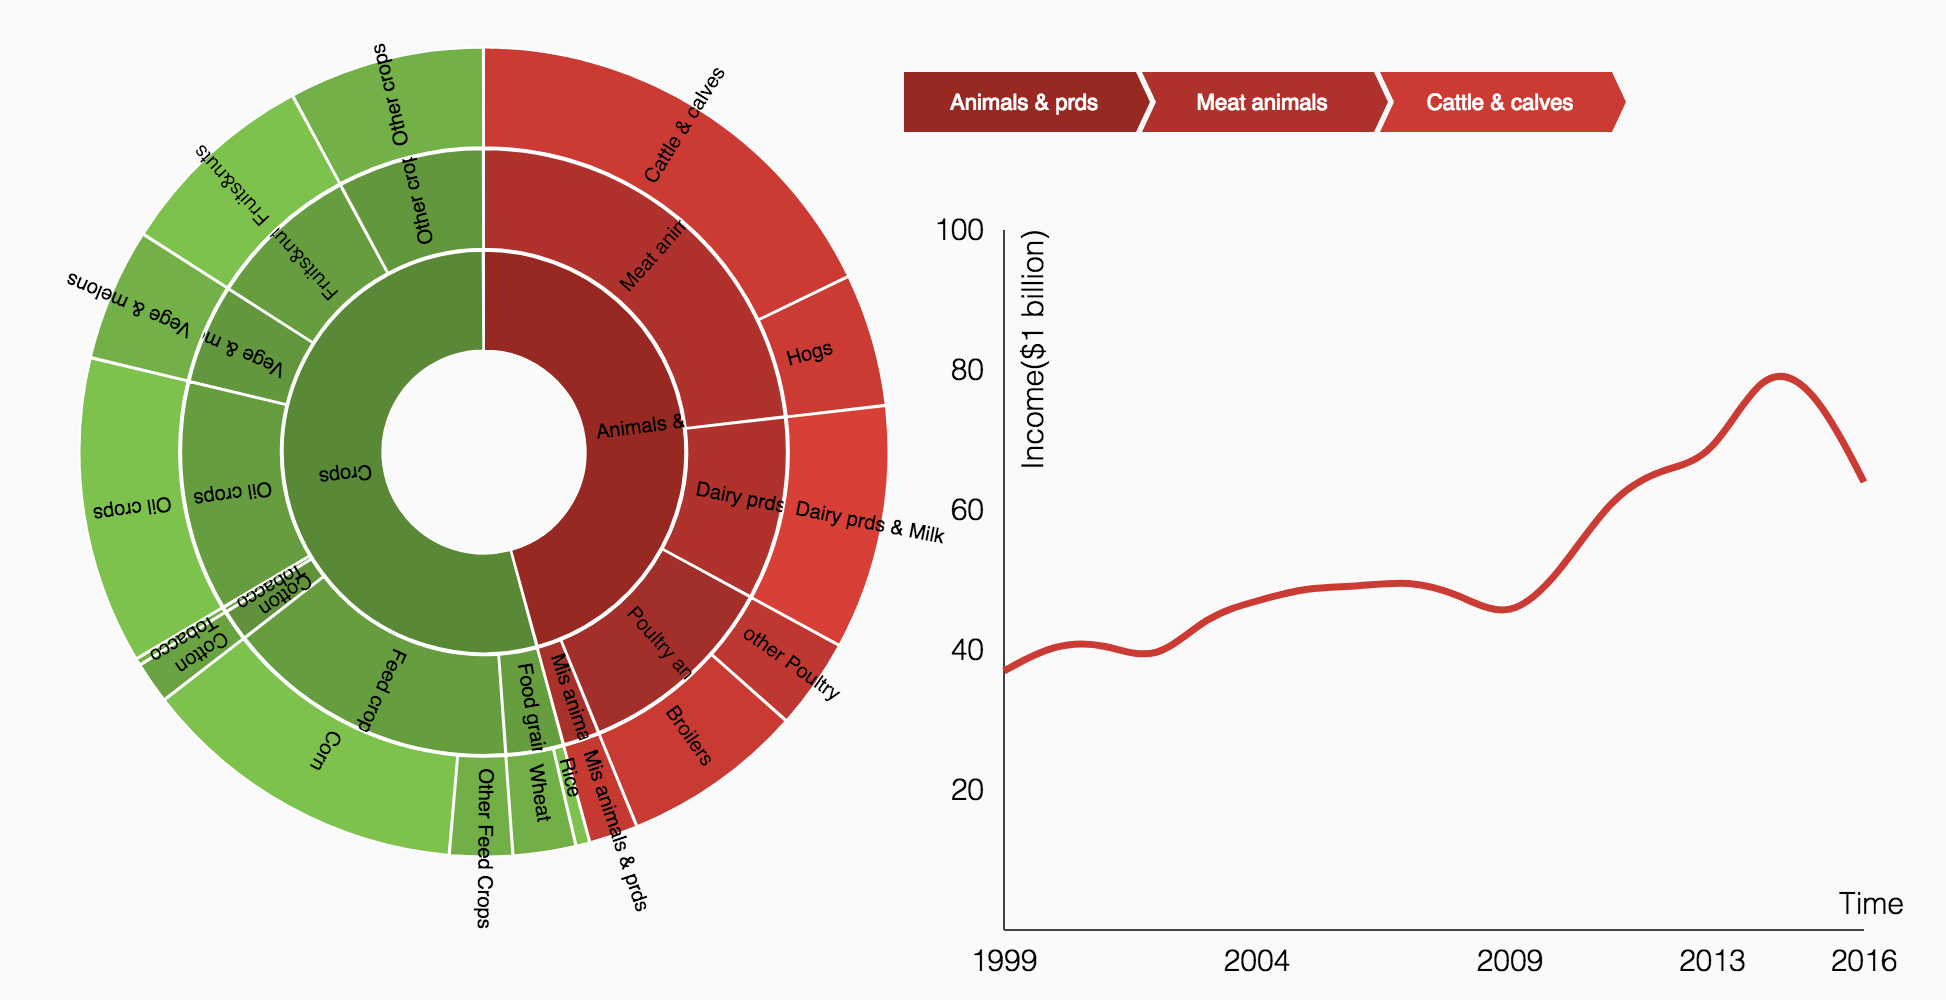 Animals & prds
Meat animals
Cattle & calves
Other crops
Cattle & calves
Fruits&nuts
Other crop
Meat anim
Fruits&nut
Vege & melons
Vege & m
Hogs
Animals &
Crops
Oil crops
Oil crops
Dairy prds
Dairy prds & Milk
Tobacco
Cotton
Tobacco
Cotton
Poultry an
other Poultry
Feed crop
Food grain
Mis anima
Corn
Broilers
Other Feed Crops
Wheat
Rice
Mis animals & prds
Income($1 billion)
100
80
60
40
20
Time
1999
2004
2009
2013
2016